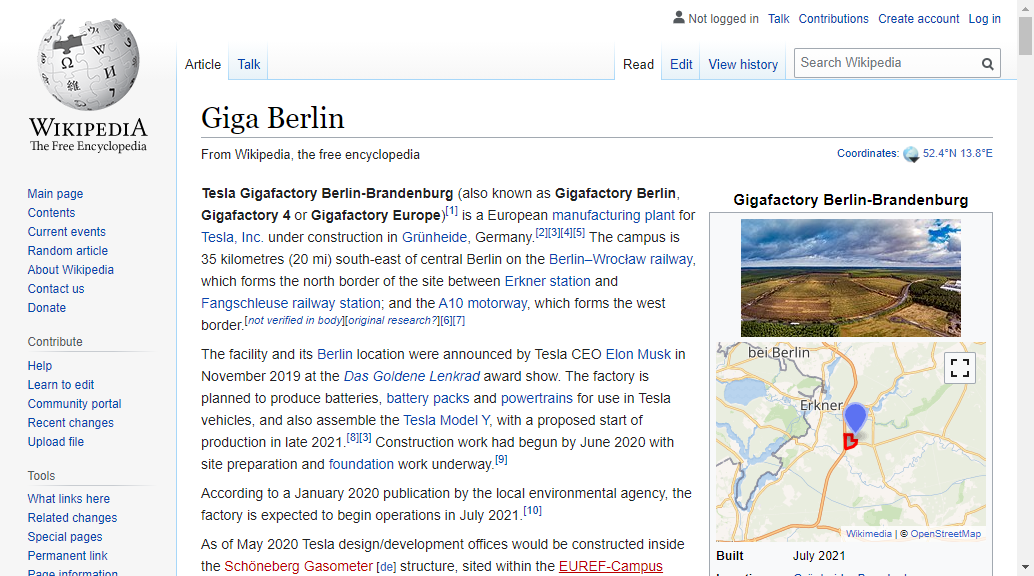 Not logged in Talk Contributions Create account Log in
Article Talk Read Edit View history Search Wikipedia
WIKIPEDIA
The Free Encyclopedia
Main page
Contents
Current events
Random article
About Wikipedia
Contact us
Donate
Contribute
Help
Learn to edit
Community portal
Recent changes
Upload file
Tools
What links here
Related changes
Special pages
Permanent link
Page information
Giga Berlin
From Wikipedia, the free encyclopedia
Coordinates: 52.4°N 13.8°E
Tesla Gigafactory Berlin-Brandenburg (also known as Gigafactory Berlin,
Gigafactory 4 or Gigafactory Europe)[1] is a European manufacturing plant for
Tesla, Inc. under construction in Grünheide, Germany.[2][3][4][5] The campus is
35 kilometres (20 mi) south-east of central Berlin on the Berlin–Wrocław railway,
which forms the north border of the site between Erkner station and
Fangschleuse railway station; and the A10 motorway, which forms the west
border.[not verified in body][original research?][6][7]
The facility and its Berlin location were announced by Tesla CEO Elon Musk in
November 2019 at the Das Goldene Lenkrad award show. The factory is
planned to produce batteries, battery packs and powertrains for use in Tesla
vehicles, and also assemble the Tesla Model Y, with a proposed start of
production in late 2021.[8][3] Construction work had begun by June 2020 with
site preparation and foundation work underway.[9]
According to a January 2020 publication by the local environmental agency, the
factory is expected to begin operations in July 2021.[10]
As of May 2020 Tesla design/development offices would be constructed inside
the Schöneberg Gasometer [de] structure, sited within the EUREF-Campus
Gigafactory Berlin-Brandenburg
bei Berlin
Erkner
Wikimedia | © OpenStreetMap
Built July 2021